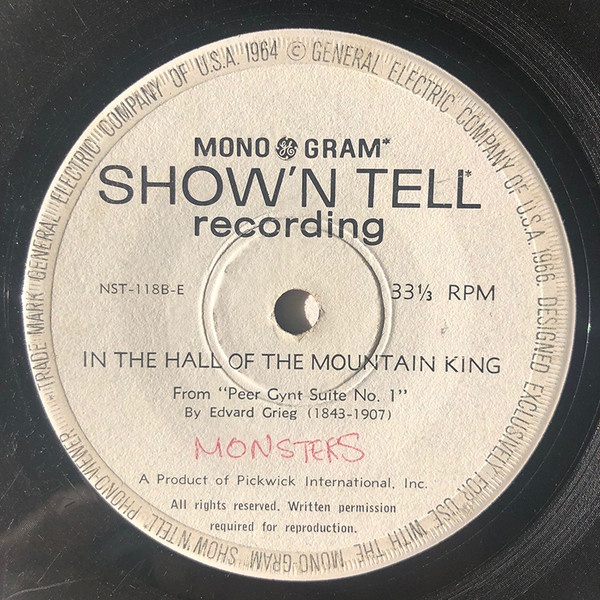 MONO GE GRAM*
SHOW'N TELL*
recording
NST-118B-E
33⅓ RPM
IN THE HALL OF THE MOUNTAIN KING
From "Peer Gynt Suite No. 1"
By Edvard Grieg (1843-1907)
MONSTERS
A Product of Pickwick International, Inc.
All rights reserved. Written permission
required for reproduction.
*TRADE MARK GENERAL ELECTRIC COMPANY OF U.S.A. 1964 © GENERAL ELECTRIC COMPANY OF U.S.A. 1966. DESIGNED EXCLUSIVELY FOR USE WITH THE MONO-GRAM SHOW'N TELL* PHONO-VIEWER